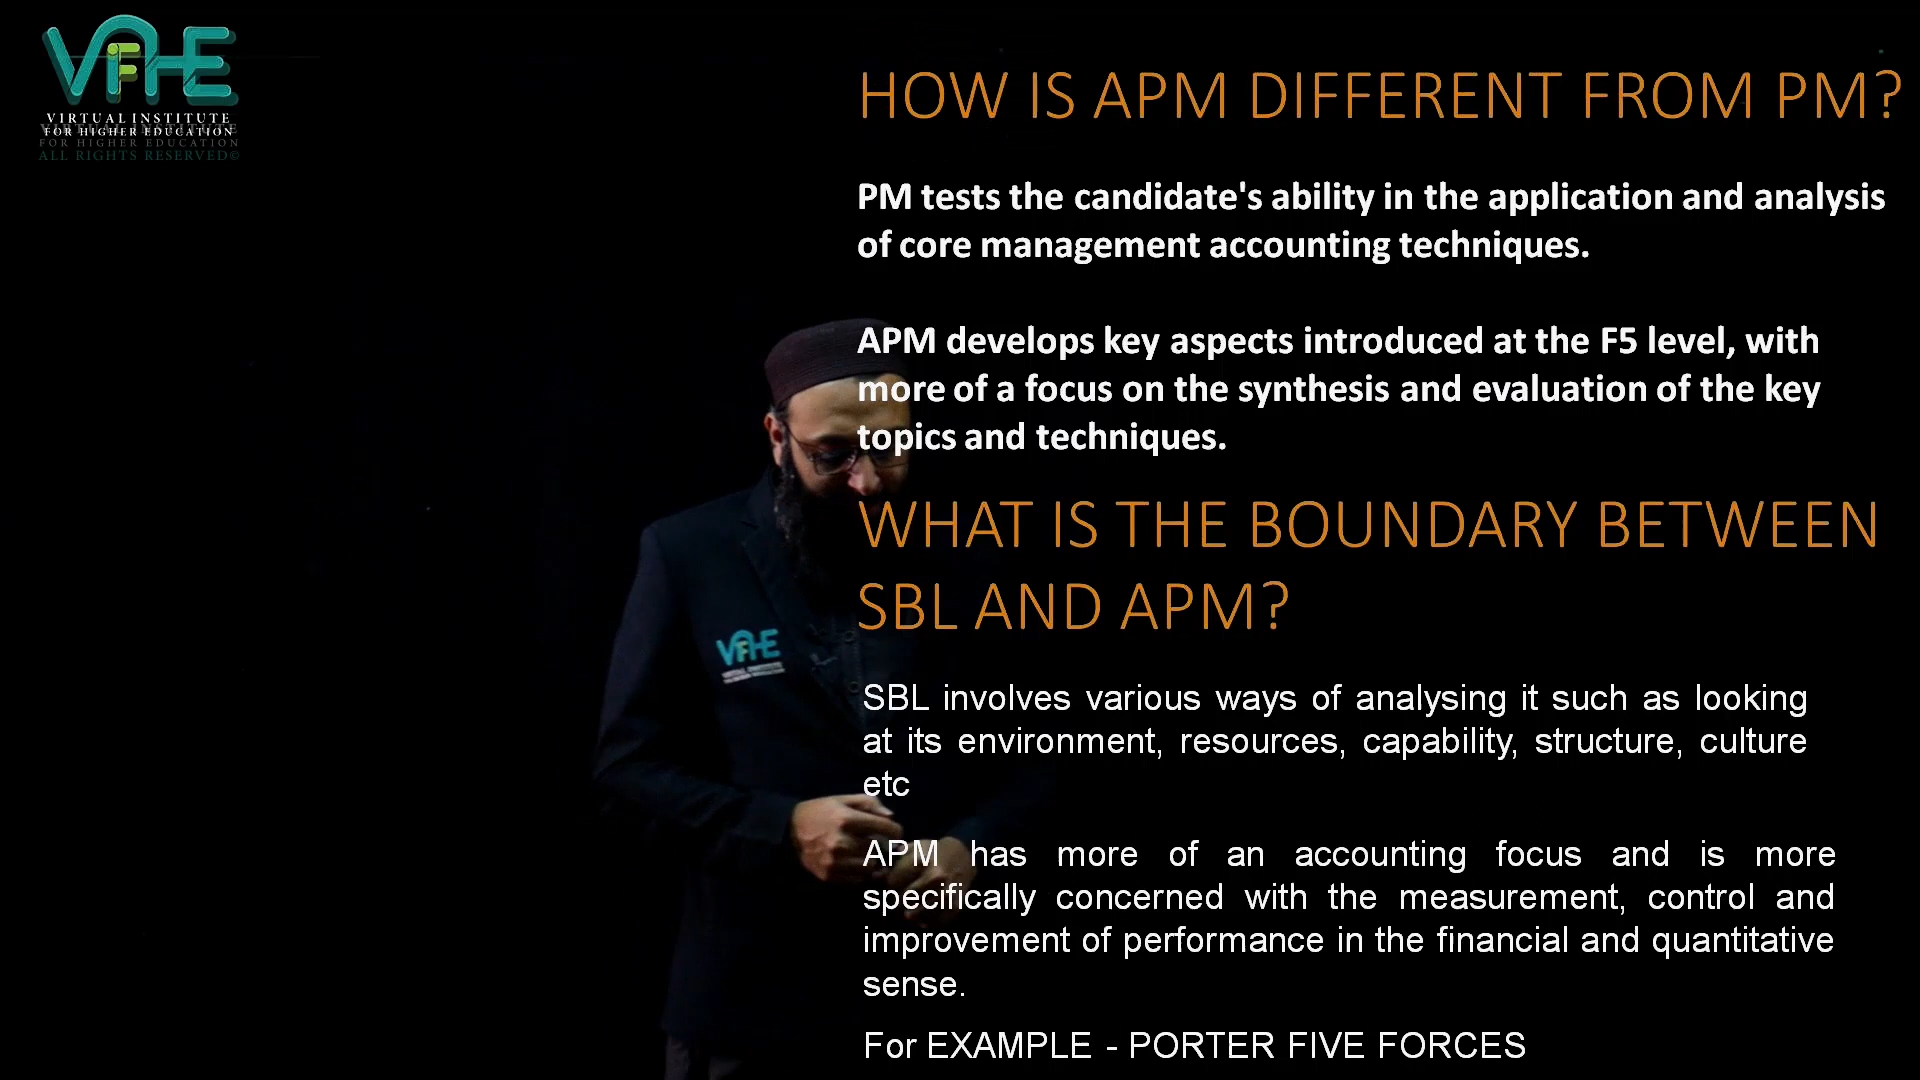 VIFHE
VIRTUAL INSTITUTE
FOR HIGHER EDUCATION
FOR HIGHER EDUCATION
ALL RIGHTS RESERVED©
HOW IS APM DIFFERENT FROM PM?
PM tests the candidate's ability in the application and analysis
of core management accounting techniques.
APM develops key aspects introduced at the F5 level, with
more of a focus on the synthesis and evaluation of the key
topics and techniques.
WHAT IS THE BOUNDARY BETWEEN
SBL AND APM?
VIFHE
SBL involves various ways of analysing it such as looking
at its environment, resources, capability, structure, culture
etc
APM has more of an accounting focus and is more
specifically concerned with the measurement, control and
improvement of performance in the financial and quantitative
sense.
For EXAMPLE - PORTER FIVE FORCES